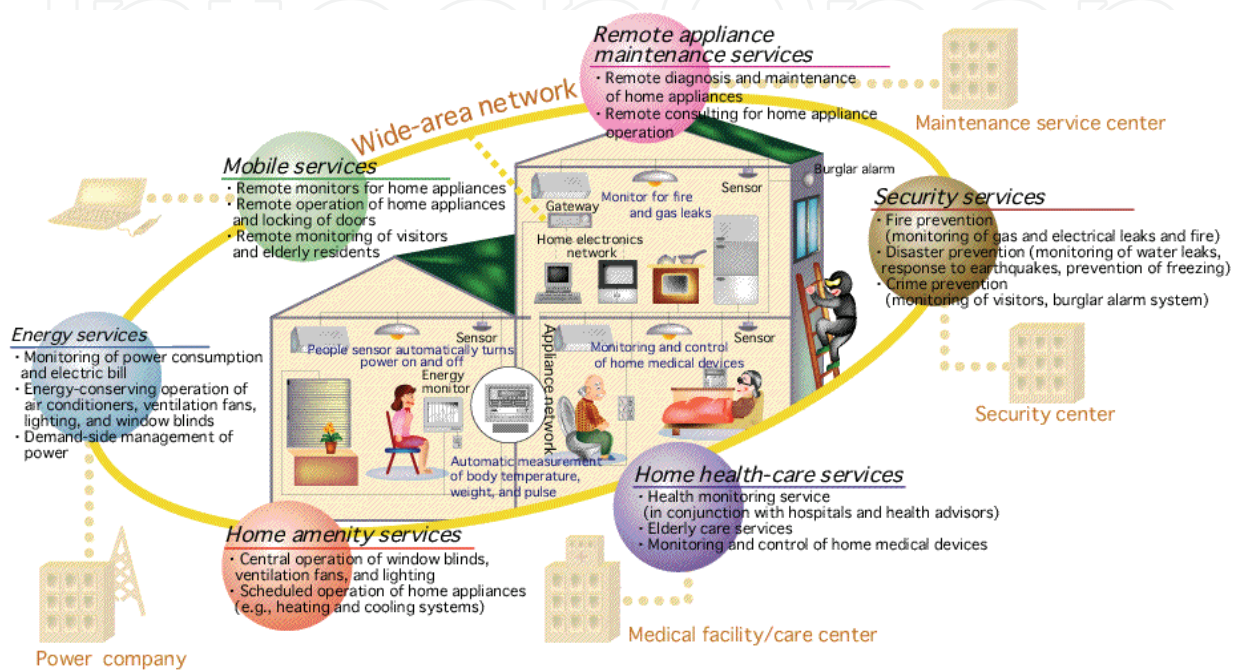 Remote appliance
maintenance services
· Remote diagnosis and maintenance
of home appliances
· Remote consulting for home appliance
operation
Maintenance service center
Wide-area network
Mobile services
· Remote monitors for home appliances
· Remote operation of home appliances
and locking of doors
· Remote monitoring of visitors
and elderly residents
Burglar alarm
Sensor
Monitor for fire
and gas leaks
Gateway
Home electronics
network
Security services
· Fire prevention
(monitoring of gas and electrical leaks and fire)
· Disaster prevention (monitoring of water leaks,
response to earthquakes, prevention of freezing)
· Crime prevention
(monitoring of visitors, burglar alarm system)
Security center
Energy services
· Monitoring of power consumption
and electric bill
· Energy-conserving operation of
air conditioners, ventilation fans,
lighting, and window blinds
· Demand-side management of
power
Sensor
People sensor automatically turns
power on and off
Energy
monitor
Appliance network
Sensor
Monitoring and control
of home medical devices
Automatic measurement
of body temperature,
weight, and pulse
Home health-care services
· Health monitoring service
(in conjunction with hospitals and health advisors)
· Elderly care services
· Monitoring and control of home medical devices
Home amenity services
· Central operation of window blinds,
ventilation fans, and lighting
· Scheduled operation of home appliances
(e.g., heating and cooling systems)
Medical facility/care center
Power company